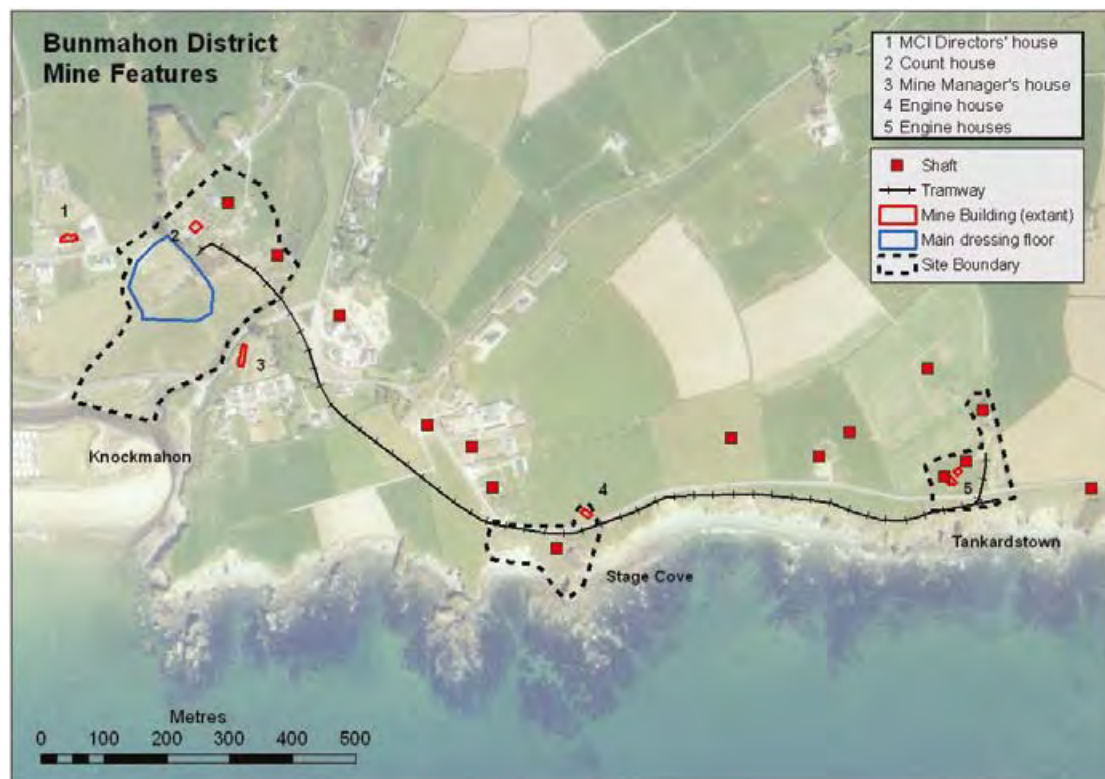 Bunmahon District
Mine Features
1 MCI Directors' house
2 Count house
3 Mine Manager's house
4 Engine house
5 Engine houses
Shaft
Tramway
Mine Building (extant)
Main dressing floor
Site Boundary
1
2
3
4
5
Knockmahon
Stage Cove
Tankardstown
Metres
0 100 200 300 400 500